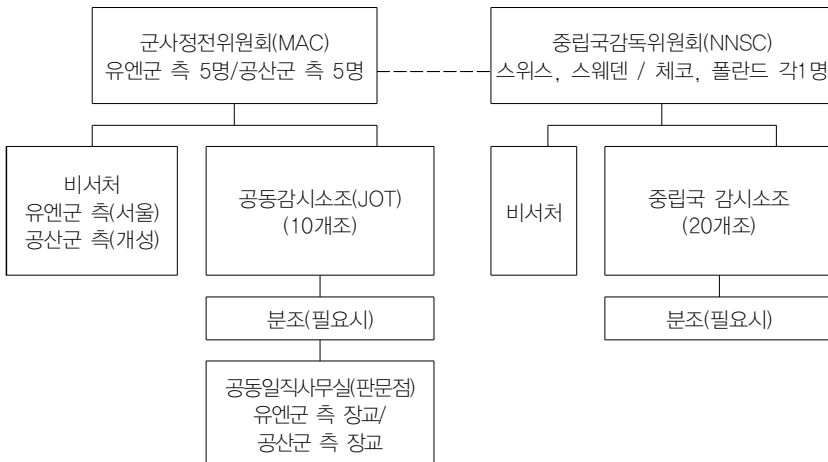 군사정전위원회(MAC)
유엔군 측 5명/공산군 측 5명
중립국감독위원회(NNSC)
스위스, 스웨덴 / 체코, 폴란드 각1명
비서처
유엔군 측(서울)
공산군 측(개성)
공동감시소조(JOT)
(10개조)
비서처
중립국 감시소조
(20개조)
분조(필요시)
분조(필요시)
공동일직사무실(판문점)
유엔군 측 장교/
공산군 측 장교